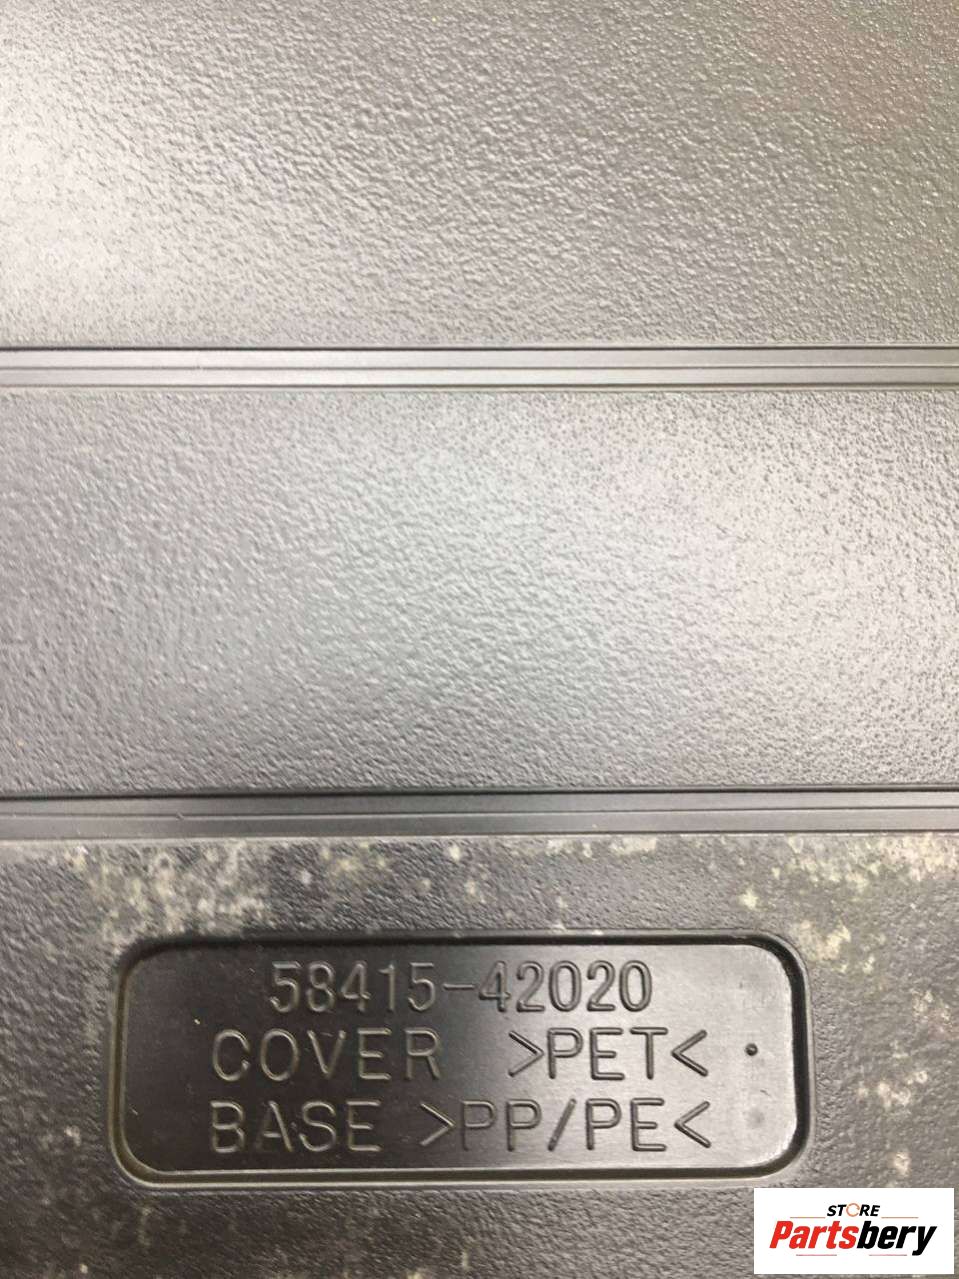 58415-42020
COVER >PET<
BASE >PP/PE<
STORE
Partsbery